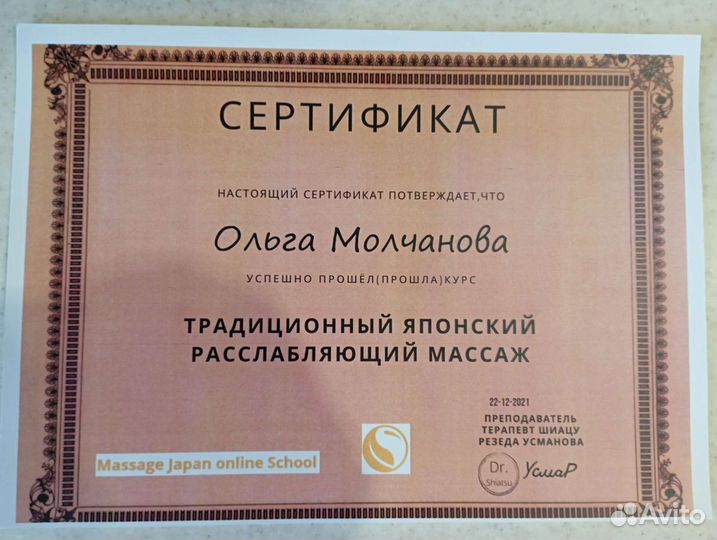 СЕРТИФИКАТ
НАСТОЯЩИЙ СЕРТИФИКАТ ПОТВЕРЖДАЕТ,ЧТО
Ольга Молчанова
УСПЕШНО ПРОШЁЛ(ПРОШЛА)КУРС
ТРАДИЦИОННЫЙ ЯПОНСКИЙ
РАССЛАБЛЯЮЩИЙ МАССАЖ
22-12-2021
ПРЕПОДАВАТЕЛЬ
ТЕРАПЕВТ ШИАЦУ
РЕЗЕДА УСМАНОВА
Massage Japan online School
Dr.
Shiatsu
УсмаР
Avito